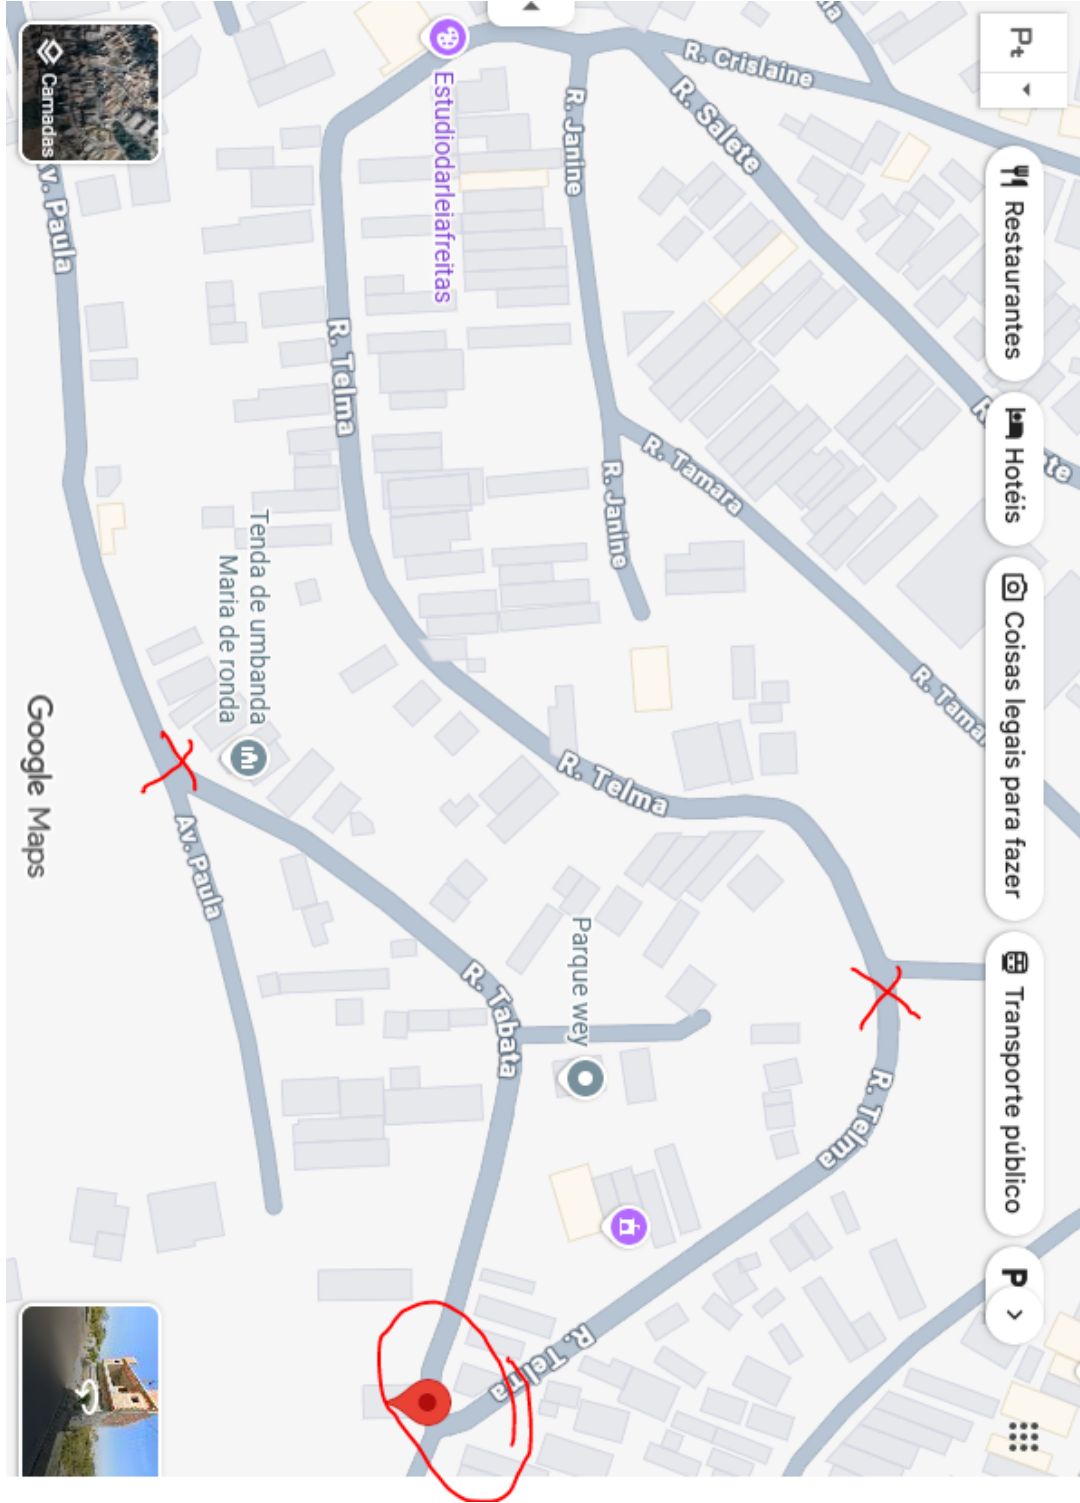 Restaurantes
Hotéis
Coisas legais para fazer
Transporte público
P
R. Crislaine
R. Salete
R. Janine
R. Tamara
R. Janine
Estudiodarleiafreitas
R. Telma
R. Telma
R. Telma
R. Telma
Parque wey
R. Tabata
Tenda de umbanda
Maria de ronda
Av. Paula
Av. Paula
Camadas
Google Maps